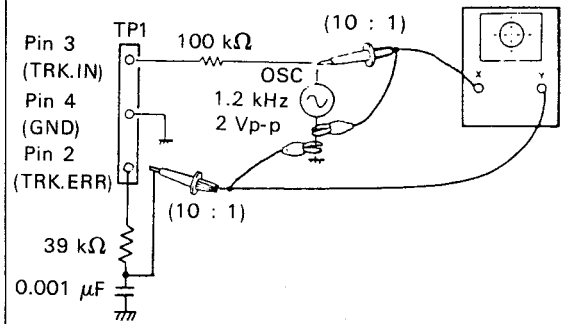 TP1
Pin 3
(TRK.IN)
100 kΩ
(10 : 1)
OSC
1.2 kHz
2 Vp-p
X
Y
Pin 4
(GND)
Pin 2
(TRK.ERR)
(10 : 1)
39 kΩ
0.001 μF